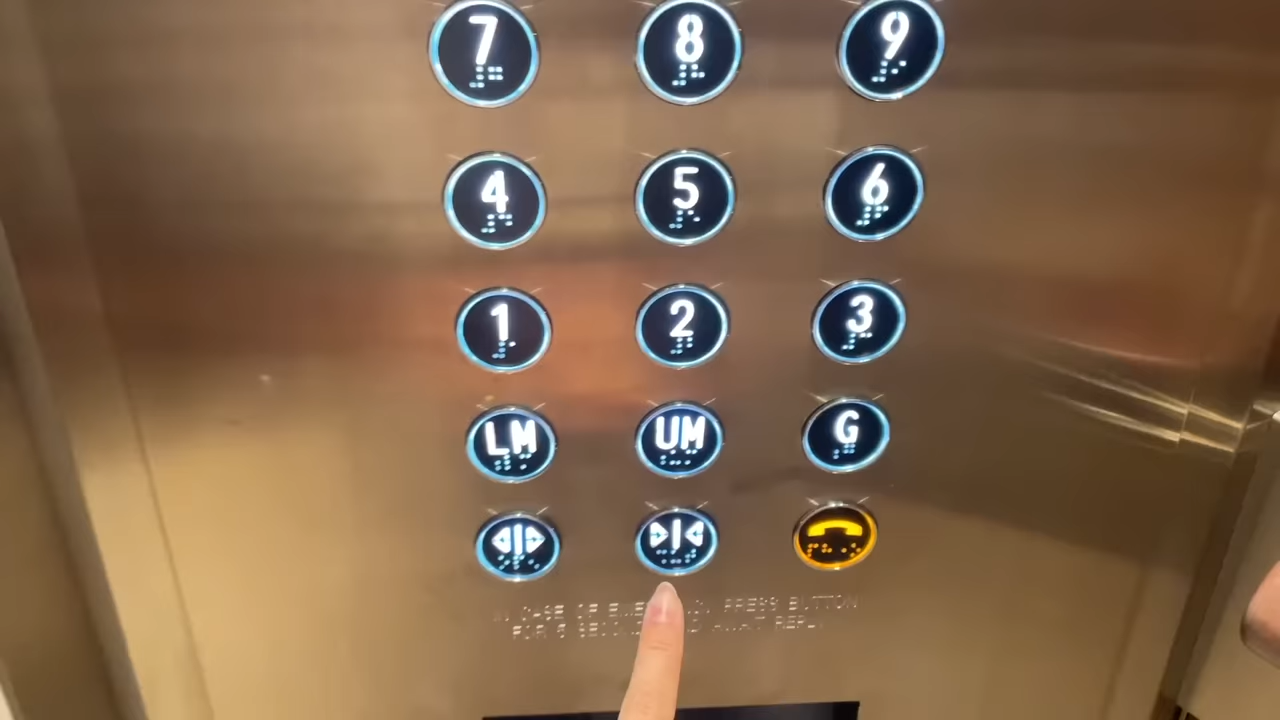 7 8 9
4 5 6
1 2 3
LM UM G
IN CASE OF PRESS BUTTON
FOR 5 AWAIT REPLY